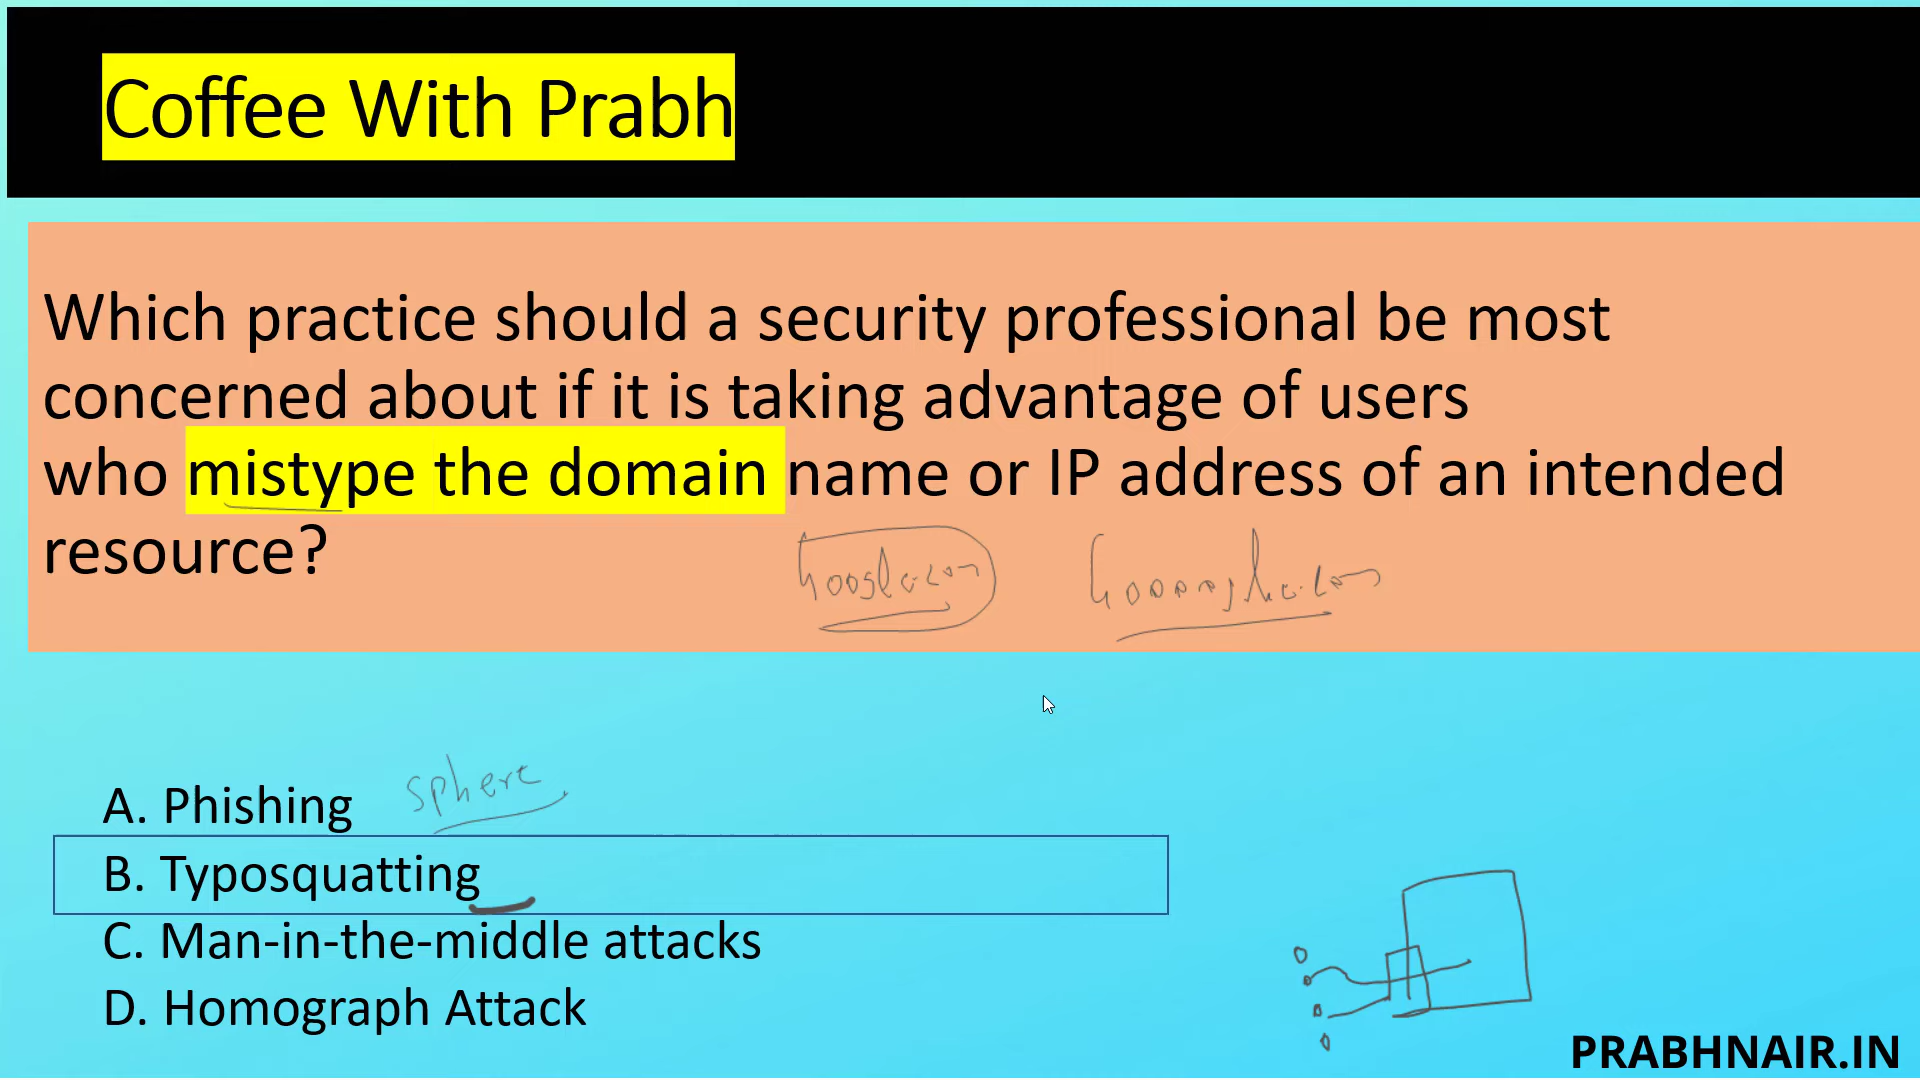 Coffee With Prabh
Which practice should a security professional be most
concerned about if it is taking advantage of users
who mistype the domain name or IP address of an intended
resource?
A. Phishing
sphere
B. Typosquatting
C. Man-in-the-middle attacks
D. Homograph Attack
PRABHNAIR.IN